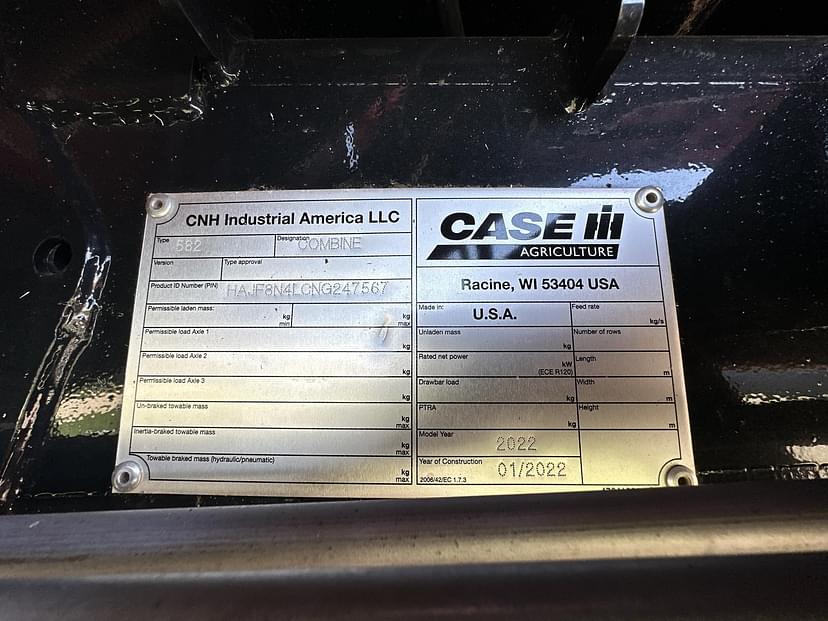 CNH Industrial America LLC
Type 582 Designation COMBINE
Version Type approval
Product ID Number (PIN) HAJF8N4LCNG247567
Permissible laden mass: kg min kg max
Permissible load Axle 1 kg
Permissible load Axle 2 kg
Permissible load Axle 3 kg
Un-braked towable mass kg max
Inertia-braked towable mass kg max
Towable braked mass (hydraulic/pneumatic) kg max
CASE IH
AGRICULTURE
Racine, WI 53404 USA
Made in: U.S.A. Feed rate kg/s
Unladen mass kg Number of rows
Rated net power kW (ECE R120) Length m
Drawbar load kg Width m
PTRA kg Height m
Model Year 2022
Year of Construction 01/2022
2006/42/EC 1.7.3